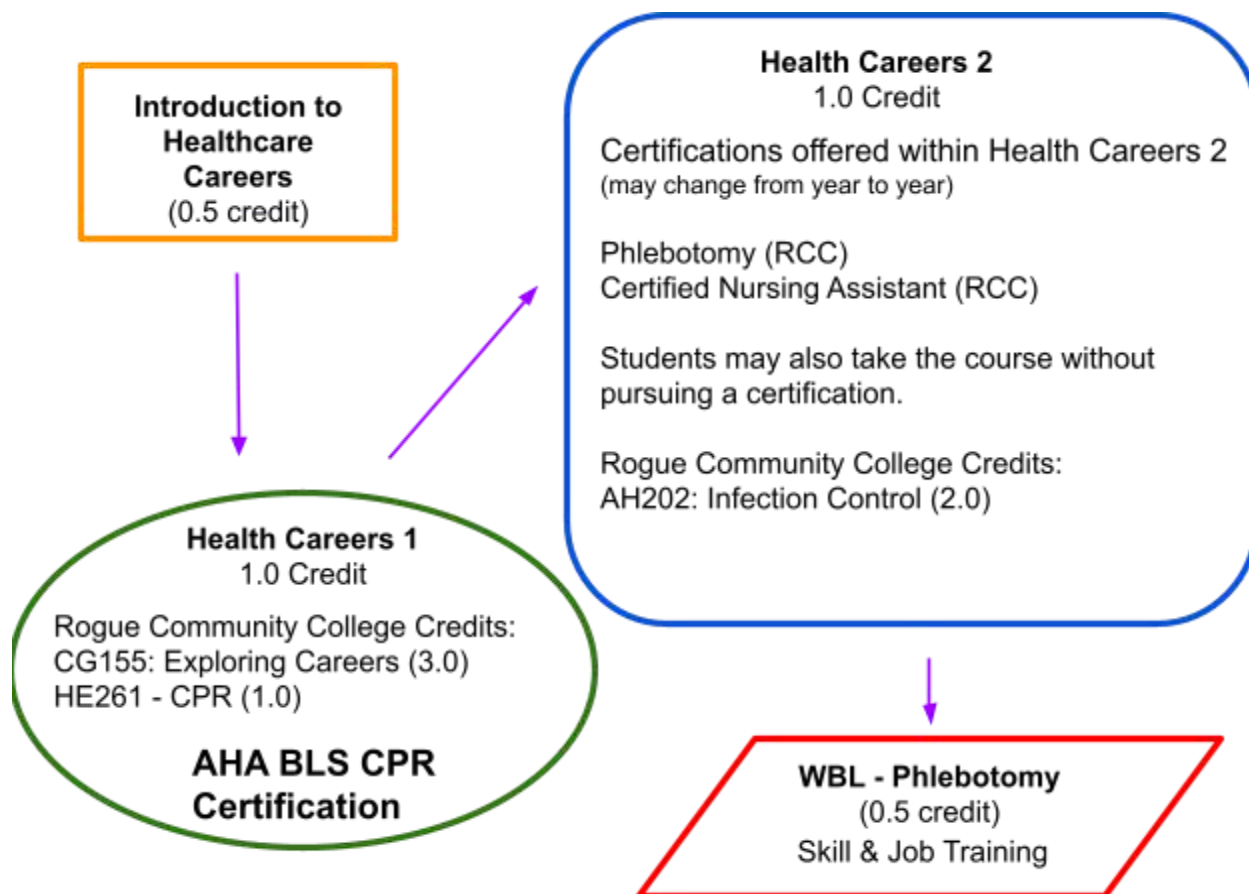 Introduction to
Healthcare
Careers
(0.5 credit)
Health Careers 1
1.0 Credit
Rogue Community College Credits:
CG155: Exploring Careers (3.0)
HE261 - CPR (1.0)
AHA BLS CPR
Certification
Health Careers 2
1.0 Credit
Certifications offered within Health Careers 2
(may change from year to year)
Phlebotomy (RCC)
Certified Nursing Assistant (RCC)
Students may also take the course without
pursuing a certification.
Rogue Community College Credits:
AH202: Infection Control (2.0)
WBL - Phlebotomy
(0.5 credit)
Skill & Job Training